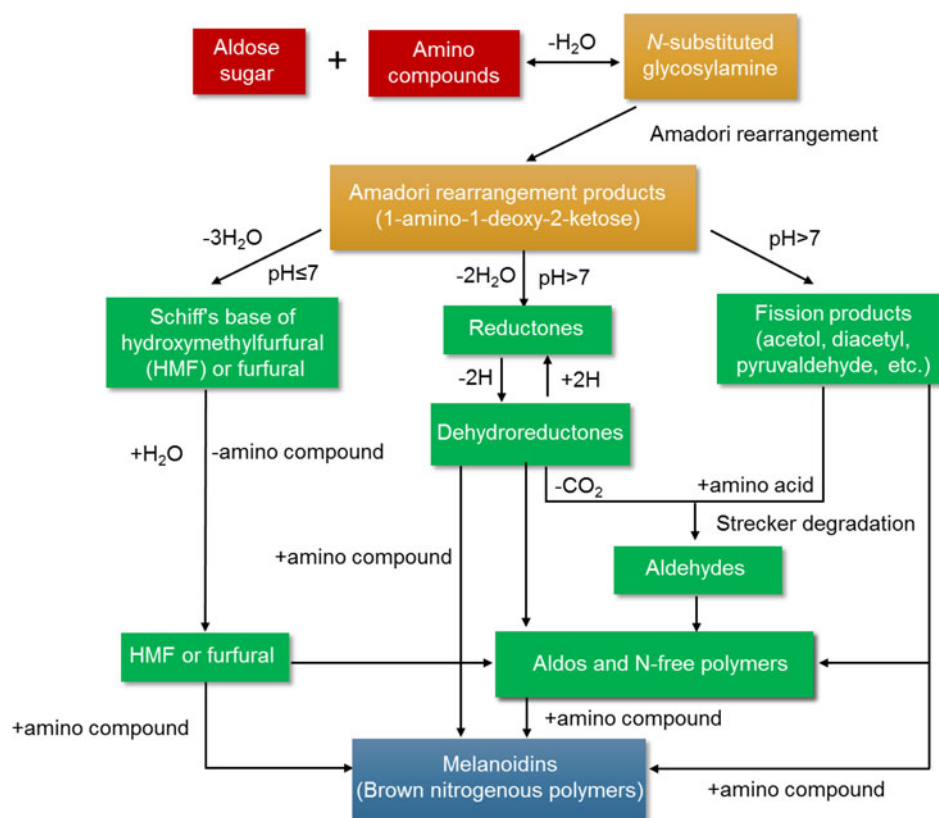 Aldose
sugar
+
Amino
compounds
-H₂O
N-substituted
glycosylamine
Amadori rearrangement
Amadori rearrangement products
(1-amino-1-deoxy-2-ketose)
-3H₂O
pH≤7
-2H₂O
pH>7
pH>7
Schiff's base of
hydroxymethylfurfural
(HMF) or furfural
Reductones
Fission products
(acetol, diacetyl,
pyruvaldehyde, etc.)
-2H
+2H
Dehydroreductones
+H₂O
-amino compound
-CO₂
+amino acid
Strecker degradation
+amino compound
Aldehydes
HMF or furfural
Aldos and N-free polymers
+amino compound
+amino compound
Melanoidins
(Brown nitrogenous polymers)
+amino compound